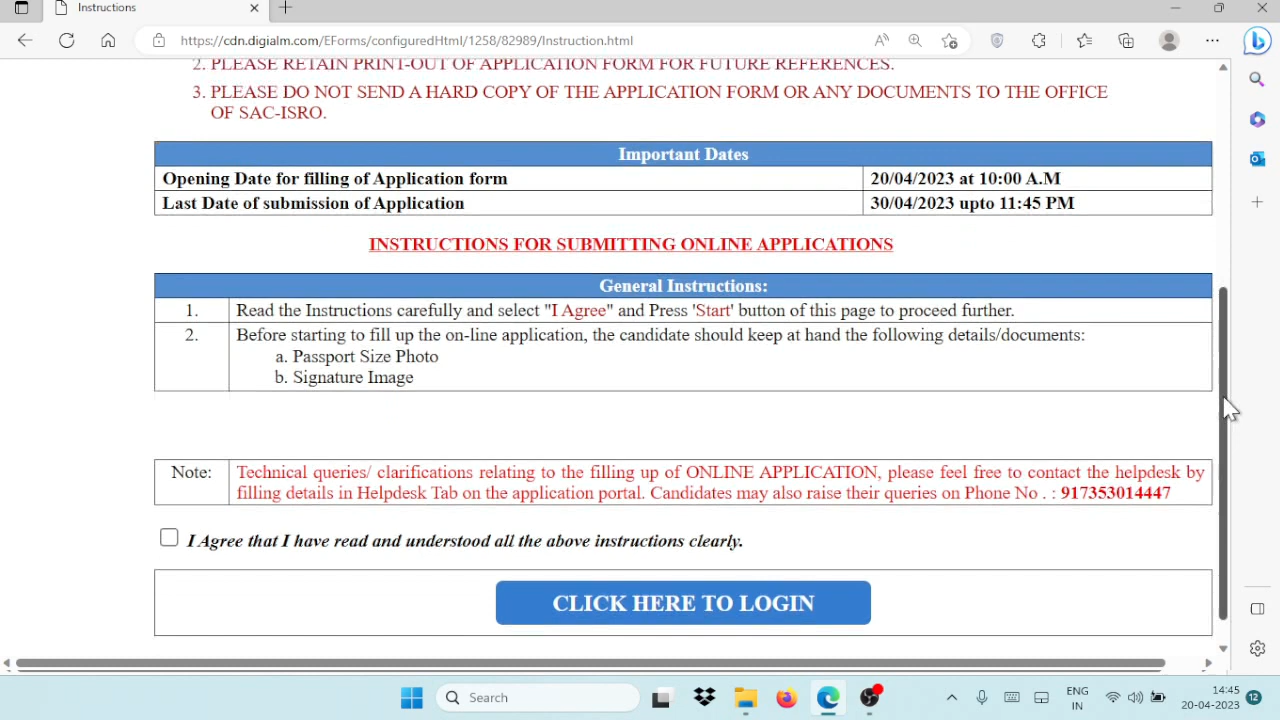 Instructions
https://cdn.digialm.com/EForms/configuredHtml/1258/82989/Instruction.html
2. PLEASE RETAIN PRINT-OUT OF APPLICATION FORM FOR FUTURE REFERENCES.
3. PLEASE DO NOT SEND A HARD COPY OF THE APPLICATION FORM OR ANY DOCUMENTS TO THE OFFICE
OF SAC-ISRO.
Important Dates
Opening Date for filling of Application form 20/04/2023 at 10:00 A.M
Last Date of submission of Application 30/04/2023 upto 11:45 PM
INSTRUCTIONS FOR SUBMITTING ONLINE APPLICATIONS
General Instructions:
1. Read the Instructions carefully and select "I Agree" and Press 'Start' button of this page to proceed further.
2. Before starting to fill up the on-line application, the candidate should keep at hand the following details/documents:
a. Passport Size Photo
b. Signature Image
Note: Technical queries/ clarifications relating to the filling up of ONLINE APPLICATION, please feel free to contact the helpdesk by
filling details in Helpdesk Tab on the application portal. Candidates may also raise their queries on Phone No . : 917353014447
I Agree that I have read and understood all the above instructions clearly.
CLICK HERE TO LOGIN
Search
ENG
IN
14:45
20-04-2023
12